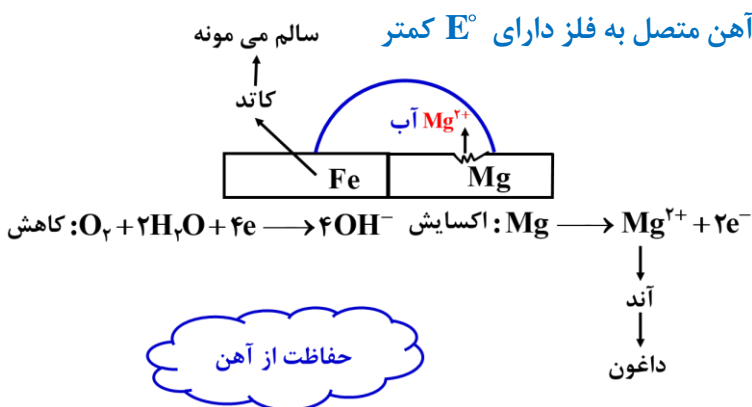 آهن متصل به فلز دارای E° کمتر
سالم می مونه
کاتد
آب Mg²⁺
Fe
Mg
اکسایش : Mg ⟶ Mg²⁺ + ۲e⁻
کاهش : O₂ + ۲H₂O + ۴e ⟶ ۴OH⁻
آند
داغون
حفاظت از آهن